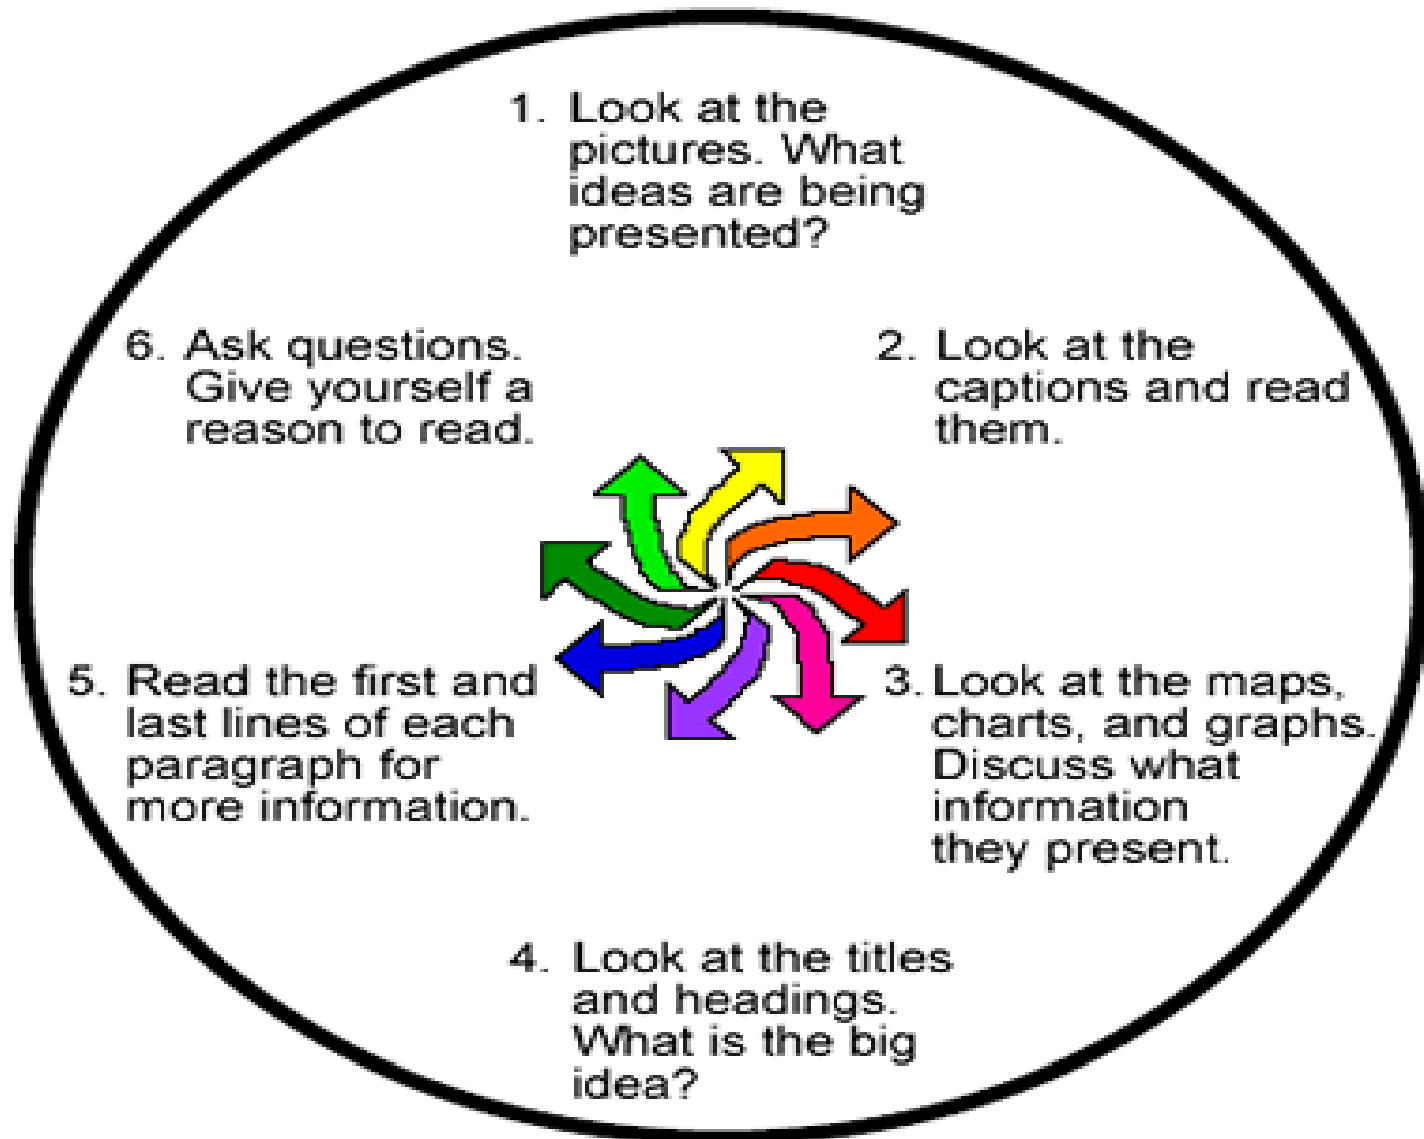 1. Look at the
pictures. What
ideas are being
presented?
2. Look at the
captions and read
them.
3. Look at the maps,
charts, and graphs.
Discuss what
information
they present.
4. Look at the titles
and headings.
What is the big
idea?
5. Read the first and
last lines of each
paragraph for
more information.
6. Ask questions.
Give yourself a
reason to read.